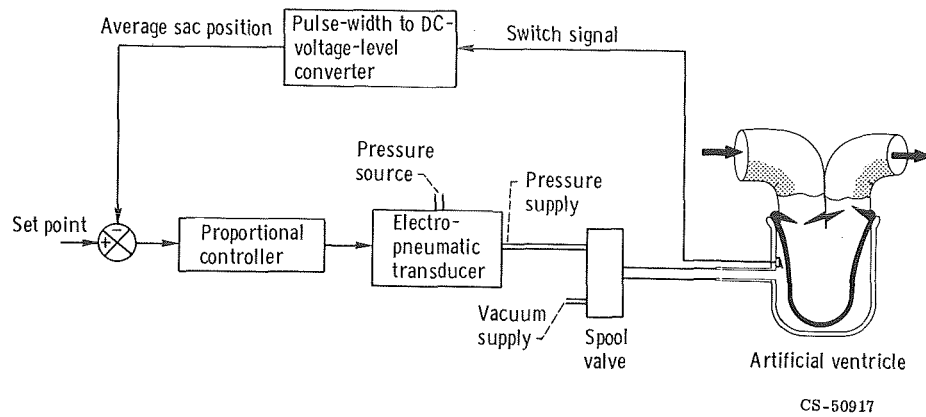 Average sac position
Pulse-width to DC-
voltage-level
converter
Switch signal
Pressure
source
Pressure
supply
Set point
−
+
Proportional
controller
Electro-
pneumatic
transducer
Vacuum
supply
Spool
valve
Artificial ventricle
CS-50917